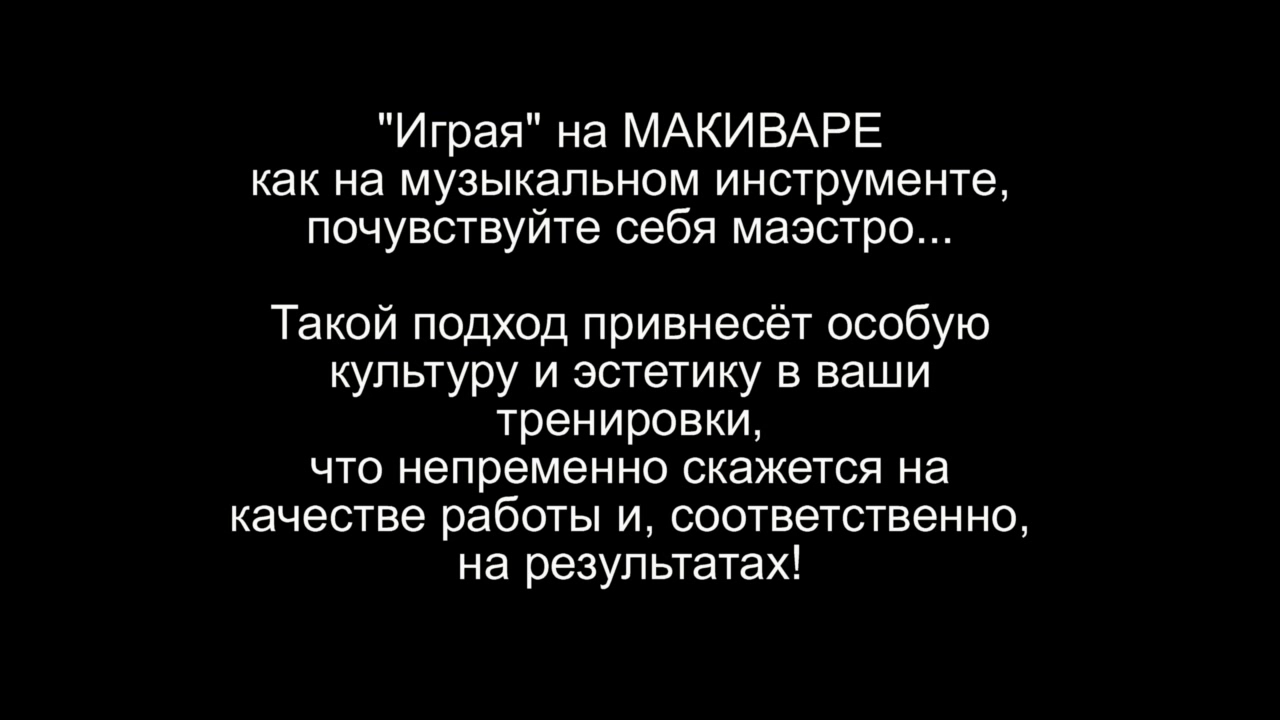 "Играя" на МАКИВАРЕ
как на музыкальном инструменте,
почувствуйте себя маэстро...
Такой подход привнесёт особую
культуру и эстетику в ваши
тренировки,
что непременно скажется на
качестве работы и, соответственно,
на результатах!